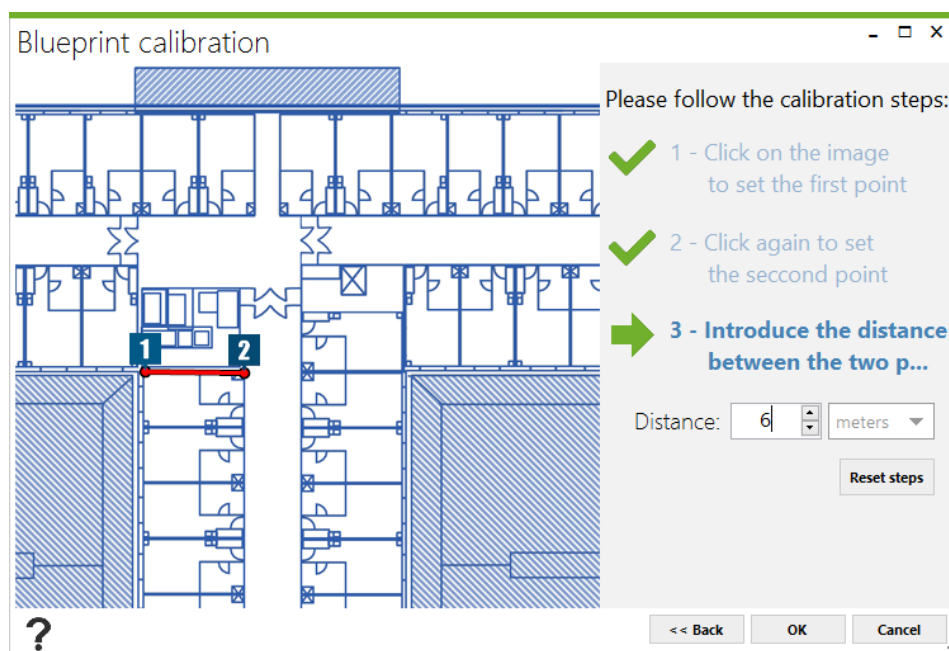 Blueprint calibration
Please follow the calibration steps:
1 - Click on the image
to set the first point
2 - Click again to set
the seccond point
3 - Introduce the distance
between the two p...
1
2
Distance: 6 meters
Reset steps
?
<< Back OK Cancel